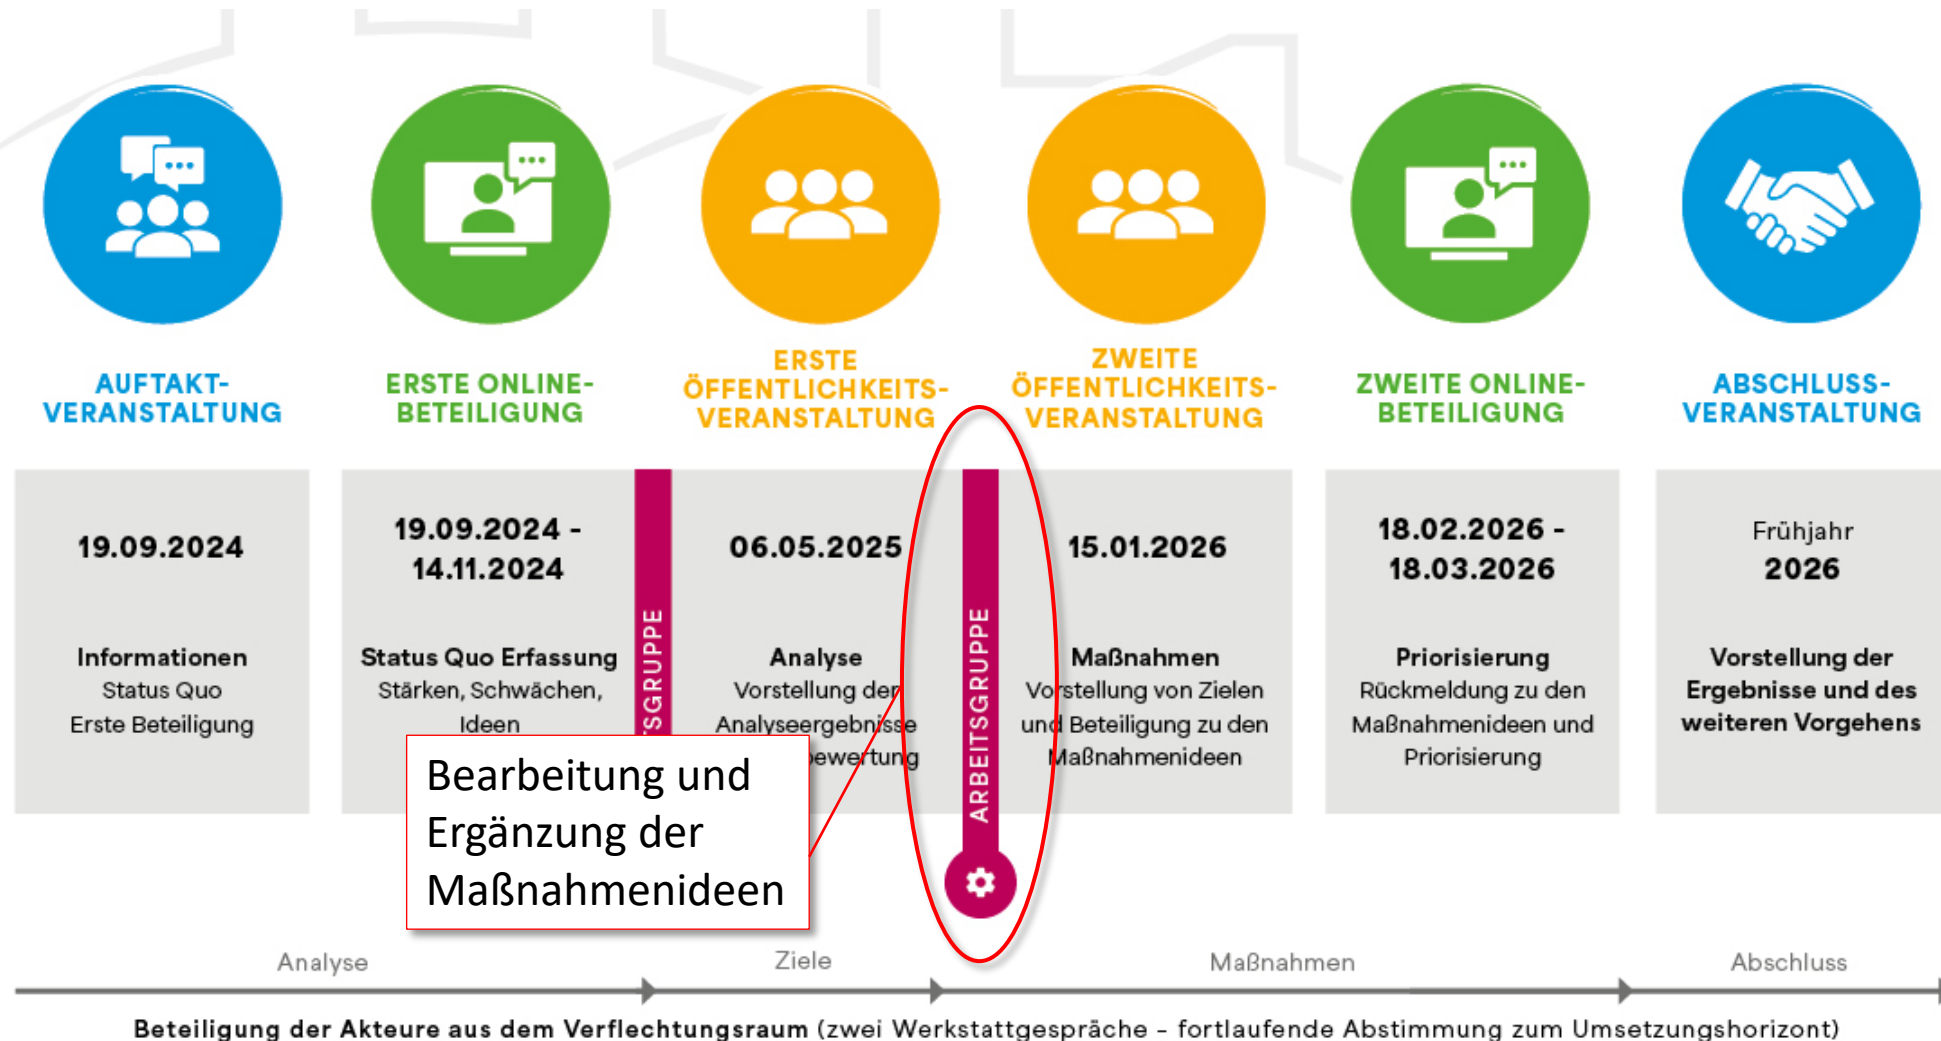 AUFTAKT-
VERANSTALTUNG
19.09.2024
Informationen
Status Quo
Erste Beteiligung
ERSTE ONLINE-
BETEILIGUNG
19.09.2024 -
14.11.2024
Status Quo Erfassung
Stärken, Schwächen,
Ideen
ERSTE
ÖFFENTLICHKEITS-
VERANSTALTUNG
06.05.2025
Analyse
Vorstellung der
Analyseergebnisse
ARBEITSGRUPPE
ZWEITE
ÖFFENTLICHKEITS-
VERANSTALTUNG
15.01.2026
Maßnahmen
Vorstellung von Zielen
und Beteiligung zu den
Maßnahmenideen
ZWEITE ONLINE-
BETEILIGUNG
18.02.2026 -
18.03.2026
Priorisierung
Rückmeldung zu den
Maßnahmenideen und
Priorisierung
ABSCHLUSS-
VERANSTALTUNG
Frühjahr
2026
Vorstellung der
Ergebnisse und des
weiteren Vorgehens
Bearbeitung und
Ergänzung der
Maßnahmenideen
Analyse
Ziele
Maßnahmen
Abschluss
Beteiligung der Akteure aus dem Verflechtungsraum (zwei Werkstattgespräche - fortlaufende Abstimmung zum Umsetzungshorizont)